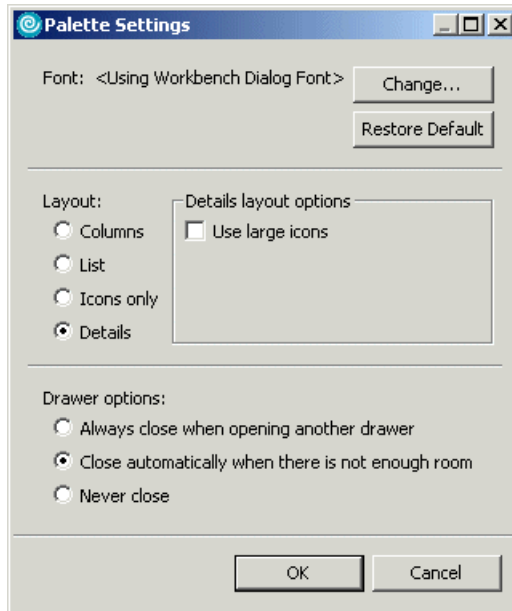 Palette Settings
Font: <Using Workbench Dialog Font> Change...
Restore Default
Layout:
Details layout options
Columns
Use large icons
List
Icons only
Details
Drawer options:
Always close when opening another drawer
Close automatically when there is not enough room
Never close
OK Cancel